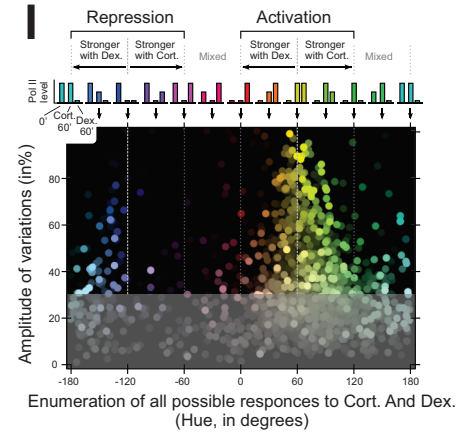 I
Repression Activation
Stronger with Dex. Stronger with Cort. Mixed Stronger with Dex. Stronger with Cort. Mixed
Pol II level
0' Cort. 60' Dex. 60'
Amplitude of variations (in%)
80
60
40
20
0
-180 -120 -60 0 60 120 180
Enumeration of all possible responces to Cort. And Dex.
(Hue, in degrees)